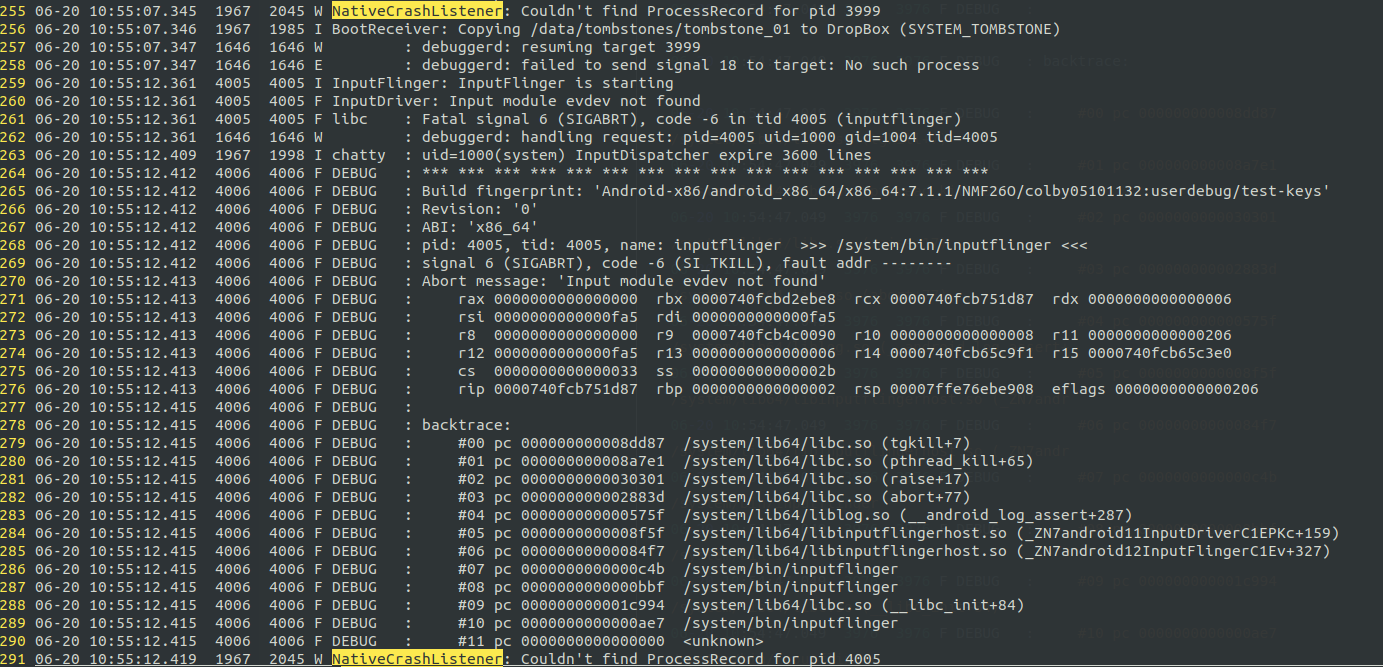 255 06-20 10:55:07.345  1967  2045 W NativeCrashListener: Couldn't find ProcessRecord for pid 3999
256 06-20 10:55:07.346  1967  1985 I BootReceiver: Copying /data/tombstones/tombstone_01 to DropBox (SYSTEM_TOMBSTONE)
257 06-20 10:55:07.347  1646  1646 W         : debuggerd: resuming target 3999
258 06-20 10:55:07.347  1646  1646 E         : debuggerd: failed to send signal 18 to target: No such process
259 06-20 10:55:12.361  4005  4005 I InputFlinger: InputFlinger is starting
260 06-20 10:55:12.361  4005  4005 F InputDriver: Input module evdev not found
261 06-20 10:55:12.361  4005  4005 F libc    : Fatal signal 6 (SIGABRT), code -6 in tid 4005 (inputflinger)
262 06-20 10:55:12.361  1646  1646 W         : debuggerd: handling request: pid=4005 uid=1000 gid=1004 tid=4005
263 06-20 10:55:12.409  1967  1998 I chatty  : uid=1000(system) InputDispatcher expire 3600 lines
264 06-20 10:55:12.412  4006  4006 F DEBUG   : *** *** *** *** *** *** *** *** *** *** *** *** *** *** *** ***
265 06-20 10:55:12.412  4006  4006 F DEBUG   : Build fingerprint: 'Android-x86/android_x86_64/x86_64:7.1.1/NMF26O/colby05101132:userdebug/test-keys'
266 06-20 10:55:12.412  4006  4006 F DEBUG   : Revision: '0'
267 06-20 10:55:12.412  4006  4006 F DEBUG   : ABI: 'x86_64'
268 06-20 10:55:12.412  4006  4006 F DEBUG   : pid: 4005, tid: 4005, name: inputflinger  >>> /system/bin/inputflinger <<<
269 06-20 10:55:12.412  4006  4006 F DEBUG   : signal 6 (SIGABRT), code -6 (SI_TKILL), fault addr --------
270 06-20 10:55:12.413  4006  4006 F DEBUG   : Abort message: 'Input module evdev not found'
271 06-20 10:55:12.413  4006  4006 F DEBUG   :     rax 0000000000000000  rbx 0000740fcbd2ebe8  rcx 0000740fcb751d87  rdx 0000000000000006
272 06-20 10:55:12.413  4006  4006 F DEBUG   :     rsi 0000000000000fa5  rdi 0000000000000fa5
273 06-20 10:55:12.413  4006  4006 F DEBUG   :     r8  0000000000000000  r9  0000740fcb4c0090  r10 0000000000000008  r11 0000000000000206
274 06-20 10:55:12.413  4006  4006 F DEBUG   :     r12 0000000000000fa5  r13 0000000000000006  r14 0000740fcb65c9f1  r15 0000740fcb65c3e0
275 06-20 10:55:12.413  4006  4006 F DEBUG   :     cs  0000000000000033  ss  000000000000002b
276 06-20 10:55:12.413  4006  4006 F DEBUG   :     rip 0000740fcb751d87  rbp 0000000000000002  rsp 00007ffe76ebe908  eflags 0000000000000206
277 06-20 10:55:12.415  4006  4006 F DEBUG   :
278 06-20 10:55:12.415  4006  4006 F DEBUG   : backtrace:
279 06-20 10:55:12.415  4006  4006 F DEBUG   :     #00 pc 000000000008dd87  /system/lib64/libc.so (tgkill+7)
280 06-20 10:55:12.415  4006  4006 F DEBUG   :     #01 pc 000000000008a7e1  /system/lib64/libc.so (pthread_kill+65)
281 06-20 10:55:12.415  4006  4006 F DEBUG   :     #02 pc 0000000000030301  /system/lib64/libc.so (raise+17)
282 06-20 10:55:12.415  4006  4006 F DEBUG   :     #03 pc 000000000002883d  /system/lib64/libc.so (abort+77)
283 06-20 10:55:12.415  4006  4006 F DEBUG   :     #04 pc 000000000000575f  /system/lib64/liblog.so (__android_log_assert+287)
284 06-20 10:55:12.415  4006  4006 F DEBUG   :     #05 pc 0000000000008f5f  /system/lib64/libinputflingerhost.so (_ZN7android11InputDriverC1EPKc+159)
285 06-20 10:55:12.415  4006  4006 F DEBUG   :     #06 pc 00000000000084f7  /system/lib64/libinputflingerhost.so (_ZN7android12InputFlingerC1Ev+327)
286 06-20 10:55:12.415  4006  4006 F DEBUG   :     #07 pc 0000000000000c4b  /system/bin/inputflinger
287 06-20 10:55:12.415  4006  4006 F DEBUG   :     #08 pc 0000000000000bbf  /system/bin/inputflinger
288 06-20 10:55:12.415  4006  4006 F DEBUG   :     #09 pc 000000000001c994  /system/lib64/libc.so (__libc_init+84)
289 06-20 10:55:12.415  4006  4006 F DEBUG   :     #10 pc 0000000000000ae7  /system/bin/inputflinger
290 06-20 10:55:12.415  4006  4006 F DEBUG   :     #11 pc 0000000000000000  <unknown>
291 06-20 10:55:12.419  1967  2045 W NativeCrashListener: Couldn't find ProcessRecord for pid 4005